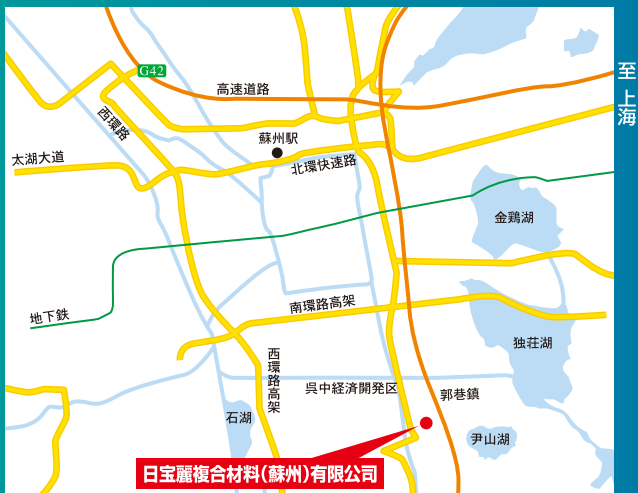 G42
至 上海
高速道路
西環路
蘇州駅
太湖大道
北環快速路
金鶏湖
地下鉄
南環路高架
独荘湖
西環路高架
呉中経済開発区
郭巷鎮
石湖
尹山湖
日宝麗複合材料(蘇州)有限公司